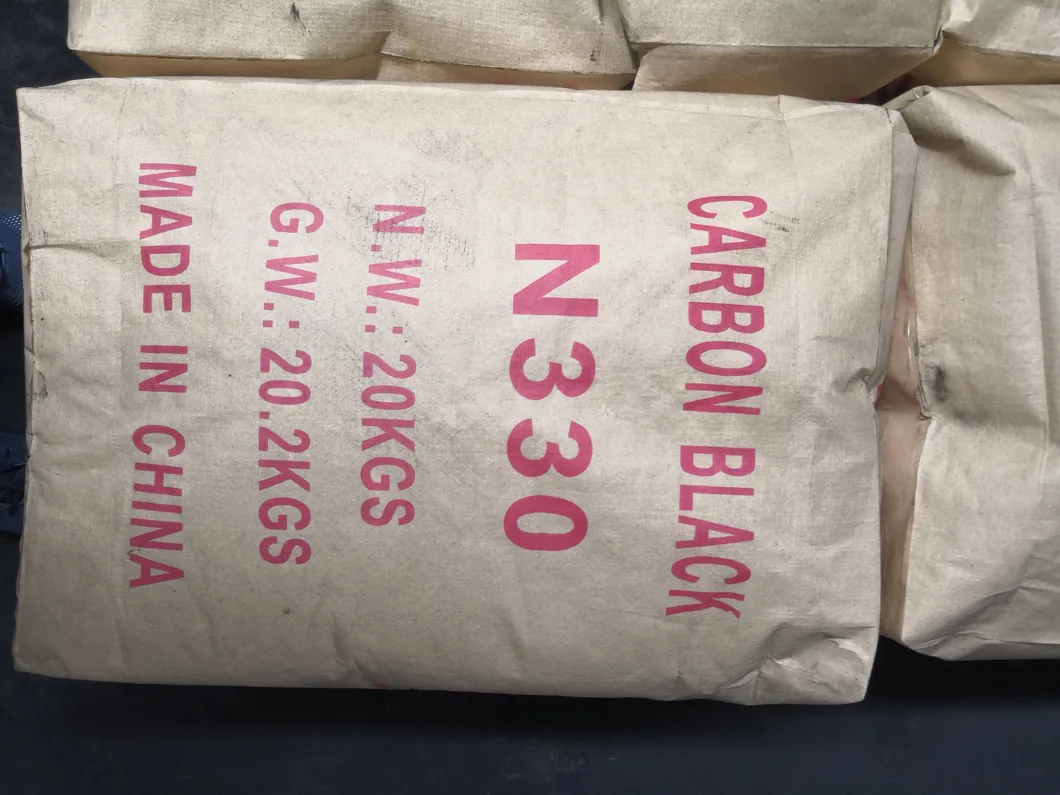 CARBON BLACK
N330
N.W.: 20KGS
G.W.: 20.2KGS
MADE IN CHINA